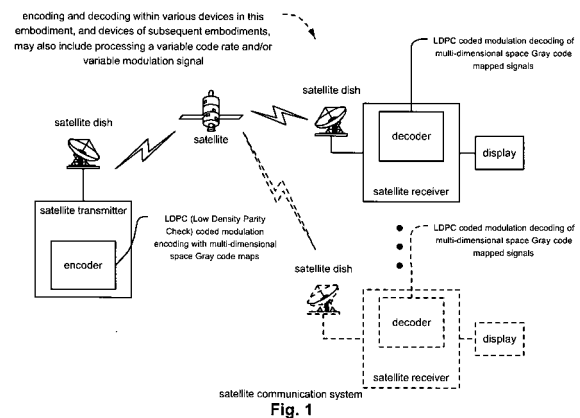 encoding and decoding within various devices in this
embodiment, and devices of subsequent embodiments,
may also include processing a variable code rate and/or
variable modulation signal
LDPC coded modulation decoding of
multi-dimensional space Gray code
mapped signals
satellite dish
satellite dish
satellite
decoder
display
satellite receiver
satellite transmitter
LDPC (Low Density Parity
Check) coded modulation
encoding with multi-dimensional
space Gray code maps
encoder
LDPC coded modulation decoding of
multi-dimensional space Gray code
mapped signals
satellite dish
decoder
display
satellite receiver
satellite communication system
Fig. 1